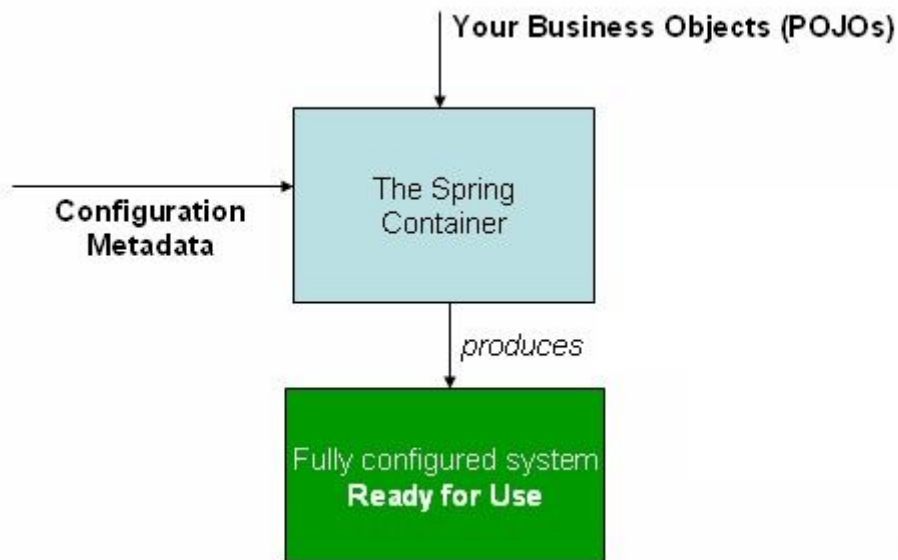 Your Business Objects (POJOs)
The Spring
Container
Configuration
Metadata
produces
Fully configured system
Ready for Use